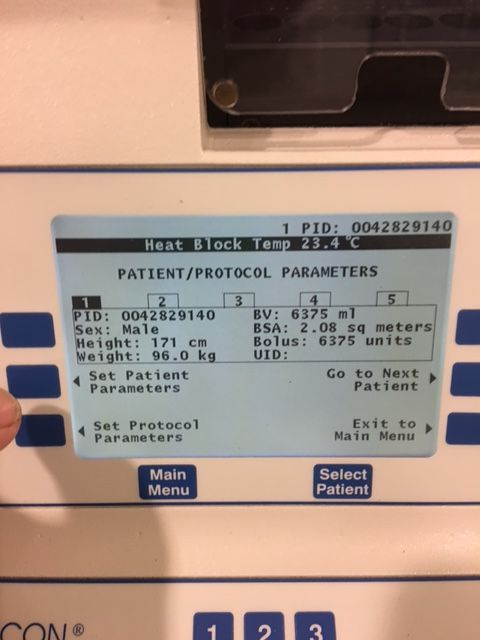 1 PID: 0042829140
Heat Block Temp 23.4 °C
PATIENT/PROTOCOL PARAMETERS
1 2 3 4 5
PID: 0042829140 BV: 6375 ml
Sex: Male BSA: 2.08 sq meters
Height: 171 cm Bolus: 6375 units
Weight: 96.0 kg UID:
Set Patient
Parameters
Go to Next
Patient
Set Protocol
Parameters
Exit to
Main Menu
Main
Menu
Select
Patient
CON®
1 2 3